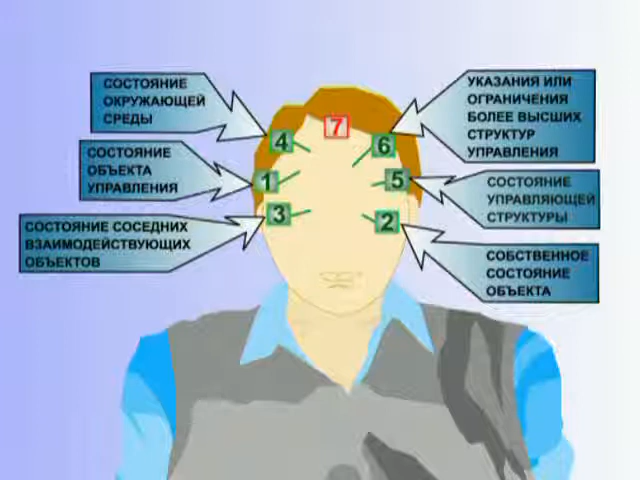 СОСТОЯНИЕ
ОКРУЖАЮЩЕЙ
СРЕДЫ
СОСТОЯНИЕ
ОБЪЕКТА
УПРАВЛЕНИЯ
СОСТОЯНИЕ СОСЕДНИХ
ВЗАИМОДЕЙСТВУЮЩИХ
ОБЪЕКТОВ
4
1
3
7
6
5
2
УКАЗАНИЯ ИЛИ
ОГРАНИЧЕНИЯ
БОЛЕЕ ВЫСШИХ
СТРУКТУР
УПРАВЛЕНИЯ
СОСТОЯНИЕ
УПРАВЛЯЮЩЕЙ
СТРУКТУРЫ
СОБСТВЕННОЕ
СОСТОЯНИЕ
ОБЪЕКТА